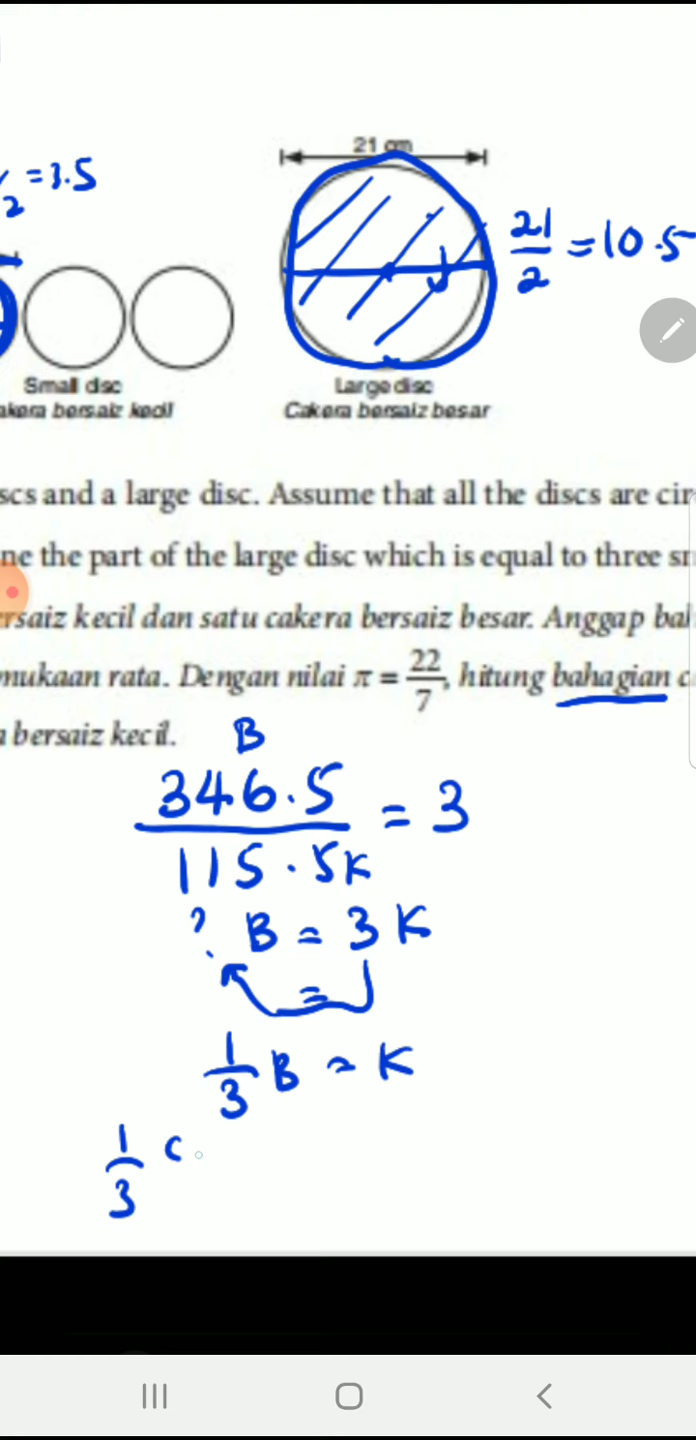 21 cm
= 3.5
2
21
2
= 10.5
Small disc
akera bersaiz kecil
Large disc
Cakera bersaiz besar
scs and a large disc. Assume that all the discs are cir
ne the part of the large disc which is equal to three sm
ersaiz kecil dan satu cakera bersaiz besar. Anggap bah
mukaan rata. Dengan nilai π = 22/7, hitung bahagian c
a bersaiz kecil.
B
346.5
= 3
115.5K
? B = 3K
=
1/3 B = K
1/3 c